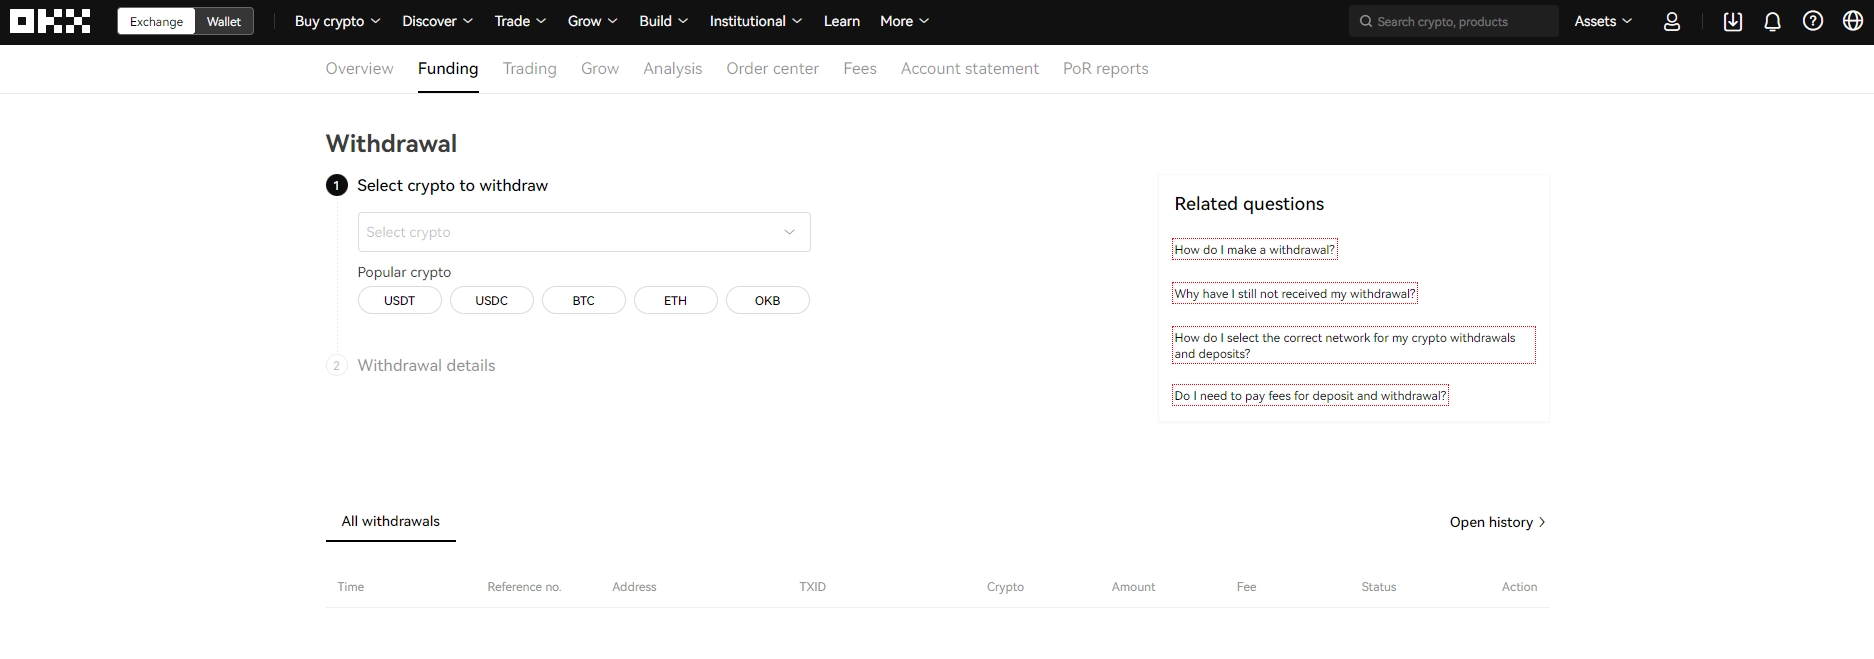 OKX
Exchange Wallet Buy crypto Discover Trade Grow Build Institutional Learn More Search crypto, products Assets
Overview Funding Trading Grow Analysis Order center Fees Account statement PoR reports
Withdrawal
1 Select crypto to withdraw
Select crypto
Popular crypto
USDT USDC BTC ETH OKB
2 Withdrawal details
Related questions
How do I make a withdrawal?
Why have I still not received my withdrawal?
How do I select the correct network for my crypto withdrawals
and deposits?
Do I need to pay fees for deposit and withdrawal?
All withdrawals Open history
Time Reference no. Address TXID Crypto Amount Fee Status Action